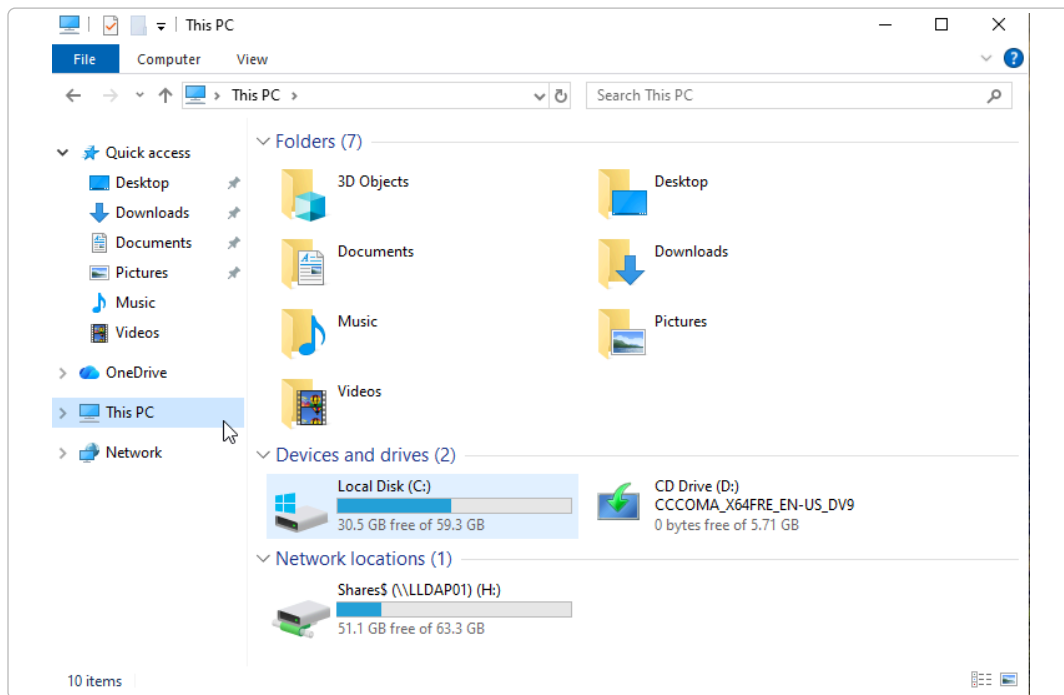 This PC
File Computer View
This PC
Search This PC
Quick access
Desktop
Downloads
Documents
Pictures
Music
Videos
OneDrive
This PC
Network
Folders (7)
3D Objects
Desktop
Documents
Downloads
Music
Pictures
Videos
Devices and drives (2)
Local Disk (C:)
30.5 GB free of 59.3 GB
CD Drive (D:)
CCCOMA_X64FRE_EN-US_DV9
0 bytes free of 5.71 GB
Network locations (1)
Shares$ (\\LLDAP01) (H:)
51.1 GB free of 63.3 GB
10 items